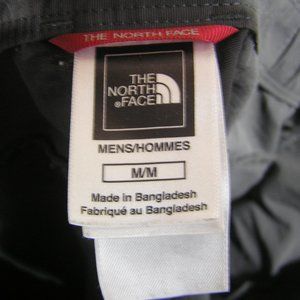 THE NORTH FACE
THE
NORTH
®FACE
MENS/HOMMES
M/M
Made in Bangladesh
Fabriqué au Bangladesh